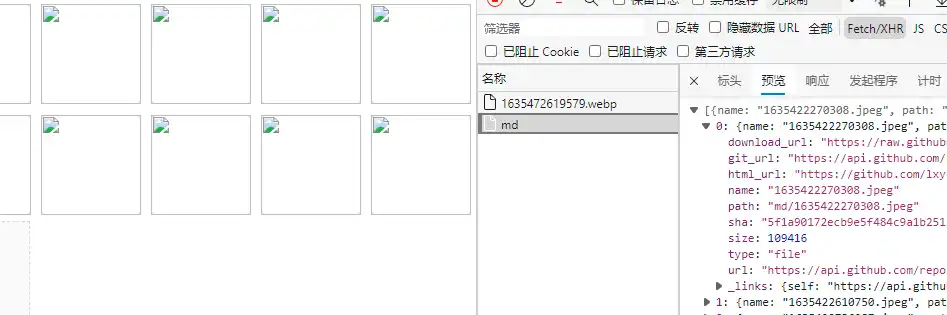 保留日志 禁用缓存 无限制
筛选器 反转 隐藏数据 URL 全部 Fetch/XHR JS CS
已阻止 Cookie 已阻止请求 第三方请求
名称
标头 预览 响应 发起程序 计时
1635472619579.webp
md
[{name: "1635422270308.jpeg", path:
0: {name: "1635422270308.jpeg", pat
download_url: "https://raw.github
git_url: "https://api.github.com/
html_url: "https://github.com/lxy
name: "1635422270308.jpeg"
path: "md/1635422270308.jpeg"
sha: "5f1a90172ecb9e5f484c9a1b251
size: 109416
type: "file"
url: "https://api.github.com/repo
_links: {self: "https://api.githu
1: {name: "1635422610750.jpeg", pat